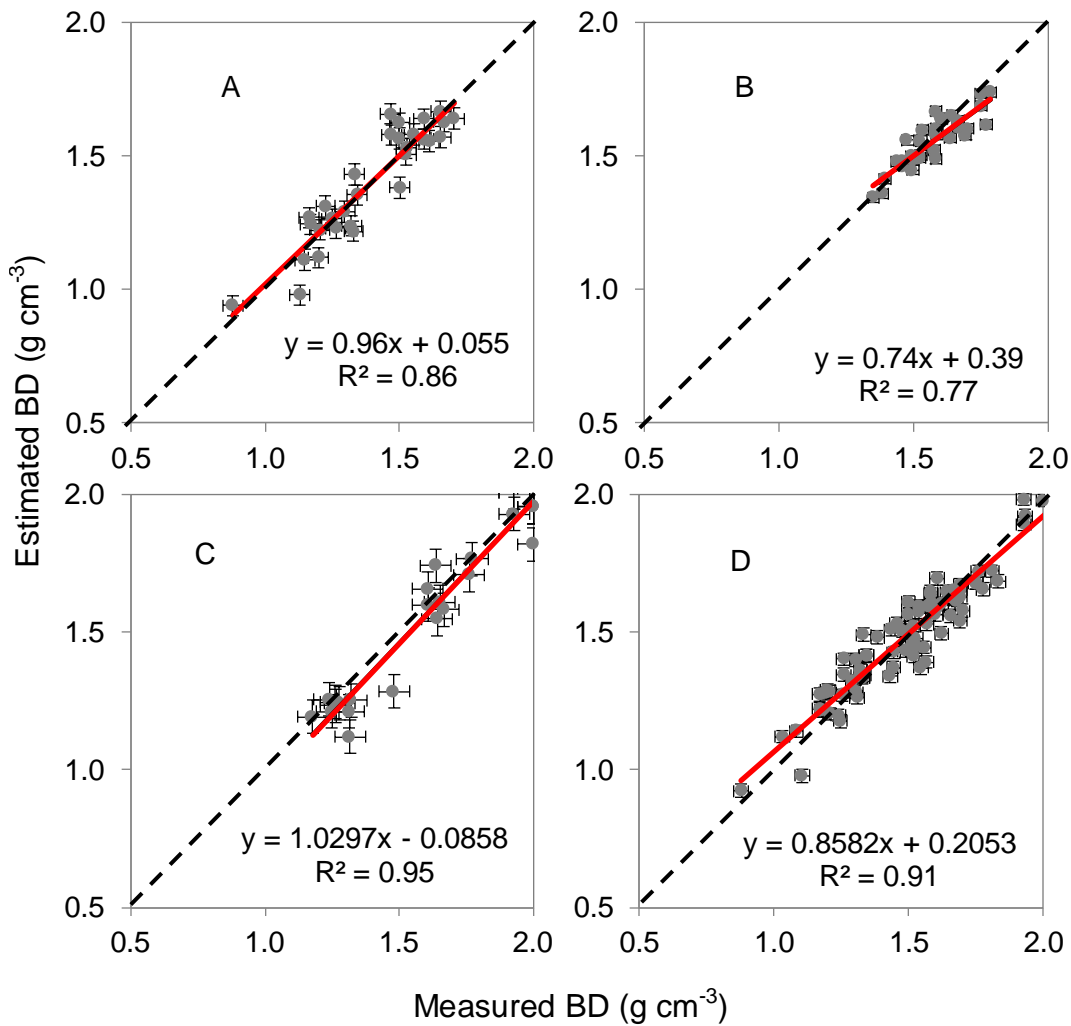 Estimated BD (g cm⁻³)
2.0
1.5
1.0
0.5
A
y = 0.96x + 0.055
R² = 0.86
0.5 1.0 1.5 2.0
2.0
1.5
1.0
0.5
B
y = 0.74x + 0.39
R² = 0.77
0.5 1.0 1.5 2.0
2.0
1.5
1.0
0.5
C
y = 1.0297x - 0.0858
R² = 0.95
0.5 1.0 1.5 2.0
2.0
1.5
1.0
0.5
D
y = 0.8582x + 0.2053
R² = 0.91
0.5 1.0 1.5 2.0
Measured BD (g cm⁻³)